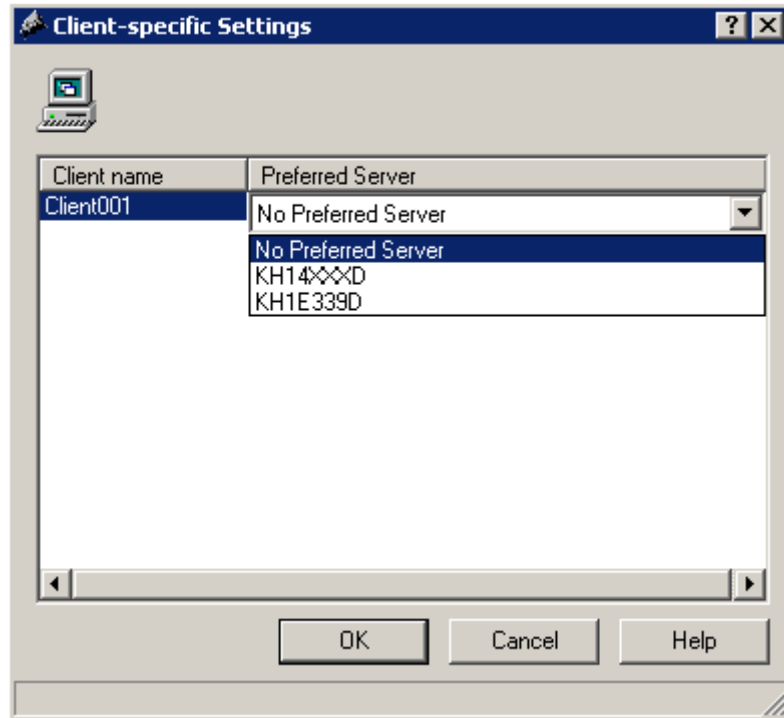 Client-specific Settings
Client name Preferred Server
Client001 No Preferred Server
No Preferred Server
KH14XXXD
KH1E339D
OK Cancel Help